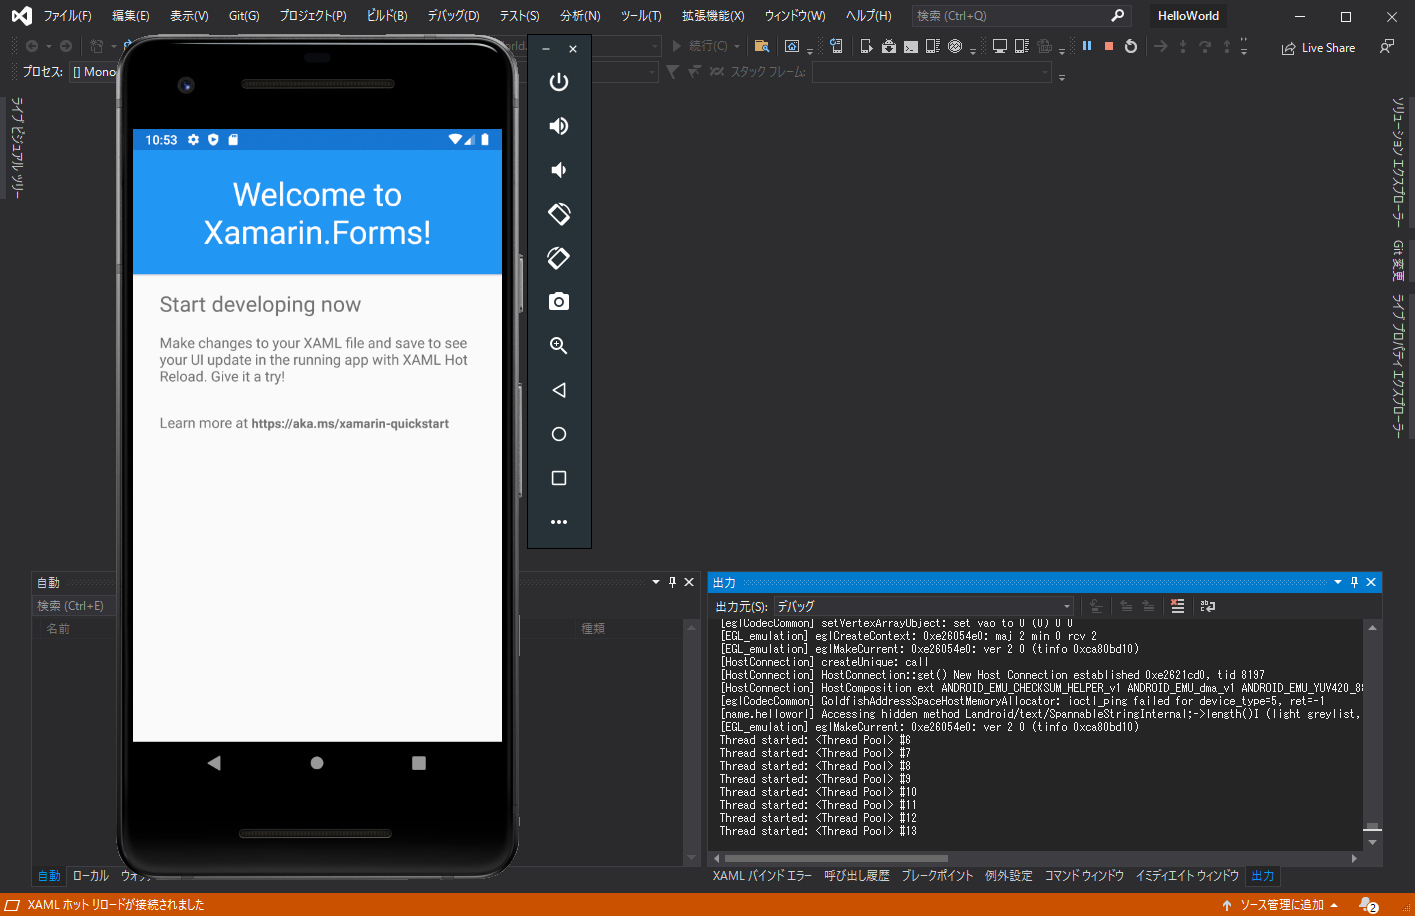 ファイル(F) 編集(E) 表示(V) Git(G) プロジェクト(P) ビルド(B) デバッグ(D) テスト(S) 分析(N) ツール(T) 拡張機能(X) ウィンドウ(W) ヘルプ(H) 検索 (Ctrl+Q) HelloWorld
続行(C) Live Share
プロセス: [] Mono スタック フレーム:
ライブ ビジュアル ツリー
10:53
Welcome to
Xamarin.Forms!
Start developing now
Make changes to your XAML file and save to see
your UI update in the running app with XAML Hot
Reload. Give it a try!
Learn more at https://aka.ms/xamarin-quickstart
ソリューション エクスプローラー
Git 変更
ライブ プロパティ エクスプローラー
自動
検索 (Ctrl+E)
名前 種類
自動 ローカル
出力
出力元(S): デバッグ
[eglCodecCommon] setVertexArrayObject: set vao to 0 (0) 0 0
[EGL_emulation] eglCreateContext: 0xe26054e0: maj 2 min 0 rcv 2
[EGL_emulation] eglMakeCurrent: 0xe26054e0: ver 2 0 (tinfo 0xca80bd10)
[HostConnection] createUnique: call
[HostConnection] HostConnection::get() New Host Connection established 0xe2621cd0, tid 8197
[HostConnection] HostComposition ext ANDROID_EMU_CHECKSUM_HELPER_v1 ANDROID_EMU_dma_v1 ANDROID_EMU_YUV420_88
[eglCodecCommon] GoldfishAddressSpaceHostMemoryAllocator: ioctl_ping failed for device_type=5, ret=-1
[name.helloworl] Accessing hidden method Landroid/text/SpannableStringInternal;->length()I (light greylist,
[EGL_emulation] eglMakeCurrent: 0xe26054e0: ver 2 0 (tinfo 0xca80bd10)
Thread started: <Thread Pool> #6
Thread started: <Thread Pool> #7
Thread started: <Thread Pool> #8
Thread started: <Thread Pool> #9
Thread started: <Thread Pool> #10
Thread started: <Thread Pool> #11
Thread started: <Thread Pool> #12
Thread started: <Thread Pool> #13
XAML バインド エラー 呼び出し履歴 ブレークポイント 例外設定 コマンド ウィンドウ イミディエイト ウィンドウ 出力
XAML ホット リロードが接続されました ソース管理に追加 2